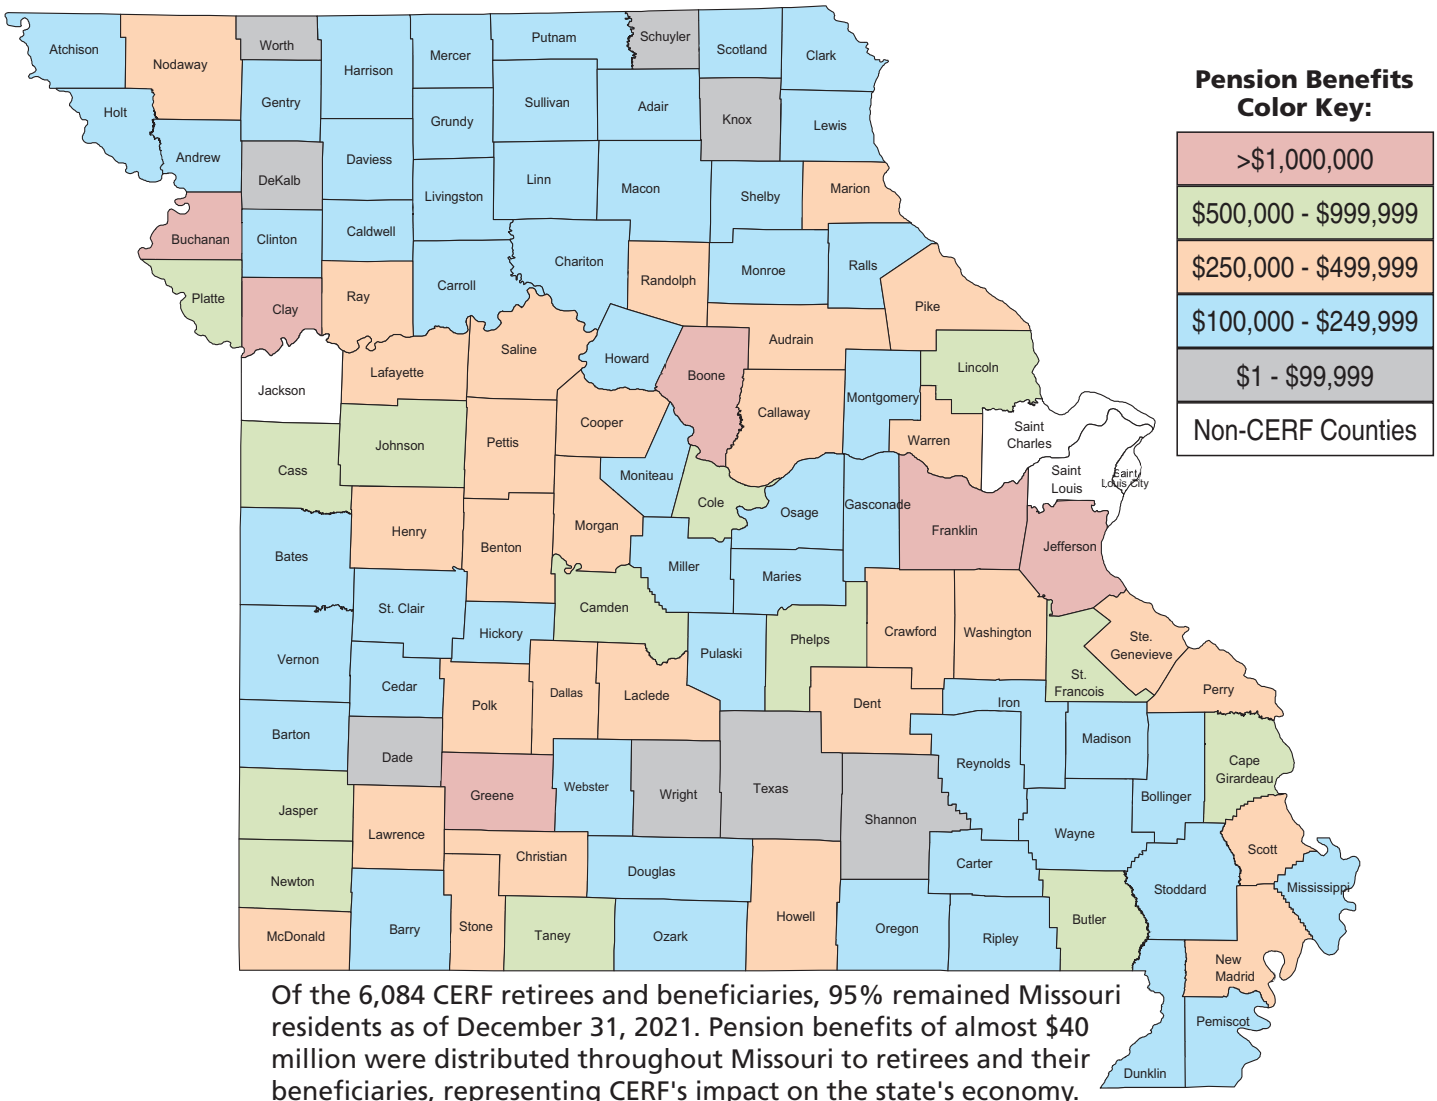 Atchison
Nodaway
Worth
Harrison
Mercer
Putnam
Schuyler
Scotland
Clark
Holt
Gentry
Grundy
Sullivan
Adair
Knox
Lewis
Andrew
DeKalb
Daviess
Livingston
Linn
Macon
Shelby
Marion
Buchanan
Clinton
Caldwell
Carroll
Chariton
Randolph
Monroe
Ralls
Pike
Platte
Clay
Ray
Saline
Howard
Boone
Audrain
Lincoln
Jackson
Lafayette
Cooper
Callaway
Montgomery
Warren
Saint
Charles
Saint
Louis
Saint
Louis City
Cass
Johnson
Pettis
Moniteau
Cole
Osage
Gasconade
Franklin
Jefferson
Bates
Henry
Benton
Morgan
Miller
Maries
St. Clair
Hickory
Camden
Pulaski
Phelps
Crawford
Washington
St.
Francois
Ste.
Genevieve
Perry
Vernon
Cedar
Polk
Dallas
Laclede
Dent
Iron
Madison
Barton
Dade
Greene
Webster
Wright
Texas
Shannon
Reynolds
Bollinger
Cape
Girardeau
Jasper
Lawrence
Christian
Douglas
Carter
Wayne
Scott
Newton
Stoddard
Mississippi
McDonald
Barry
Stone
Taney
Ozark
Howell
Oregon
Ripley
Butler
New
Madrid
Pemiscot
Dunklin
Pension Benefits
Color Key:
>$1,000,000
$500,000 - $999,999
$250,000 - $499,999
$100,000 - $249,999
$1 - $99,999
Non-CERF Counties
Of the 6,084 CERF retirees and beneficiaries, 95% remained Missouri
residents as of December 31, 2021. Pension benefits of almost $40
million were distributed throughout Missouri to retirees and their
beneficiaries, representing CERF's impact on the state's economy.